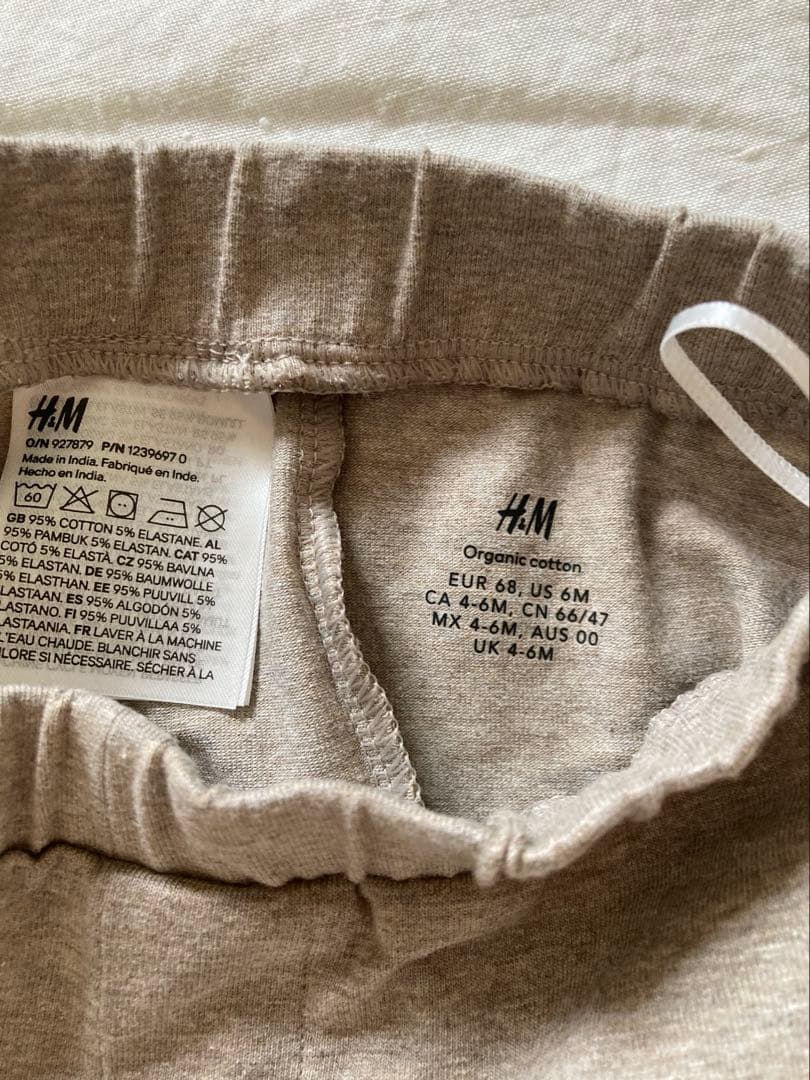 H&M
O/N 927879 P/N 1239697 0
Made in India. Fabriqué en Inde.
Hecho en India.
60
GB 95% COTTON 5% ELASTANE. AL
95% PAMBUK 5% ELASTAN. CAT 95%
COTÓ 5% ELASTÀ. CZ 95% BAVLNA
5% ELASTAN. DE 95% BAUMWOLLE
5% ELASTHAN. EE 95% PUUVILL 5%
ELASTAAN. ES 95% ALGODÓN 5%
ELASTANO. FI 95% PUUVILLAA 5%
ELASTAANIA. FR LAVER À LA MACHINE
L'EAU CHAUDE. BLANCHIR SANS
SI NÉCESSAIRE. SÉCHER À LA
H&M
Organic cotton
EUR 68, US 6M
CA 4-6M, CN 66/47
MX 4-6M, AUS 00
UK 4-6M